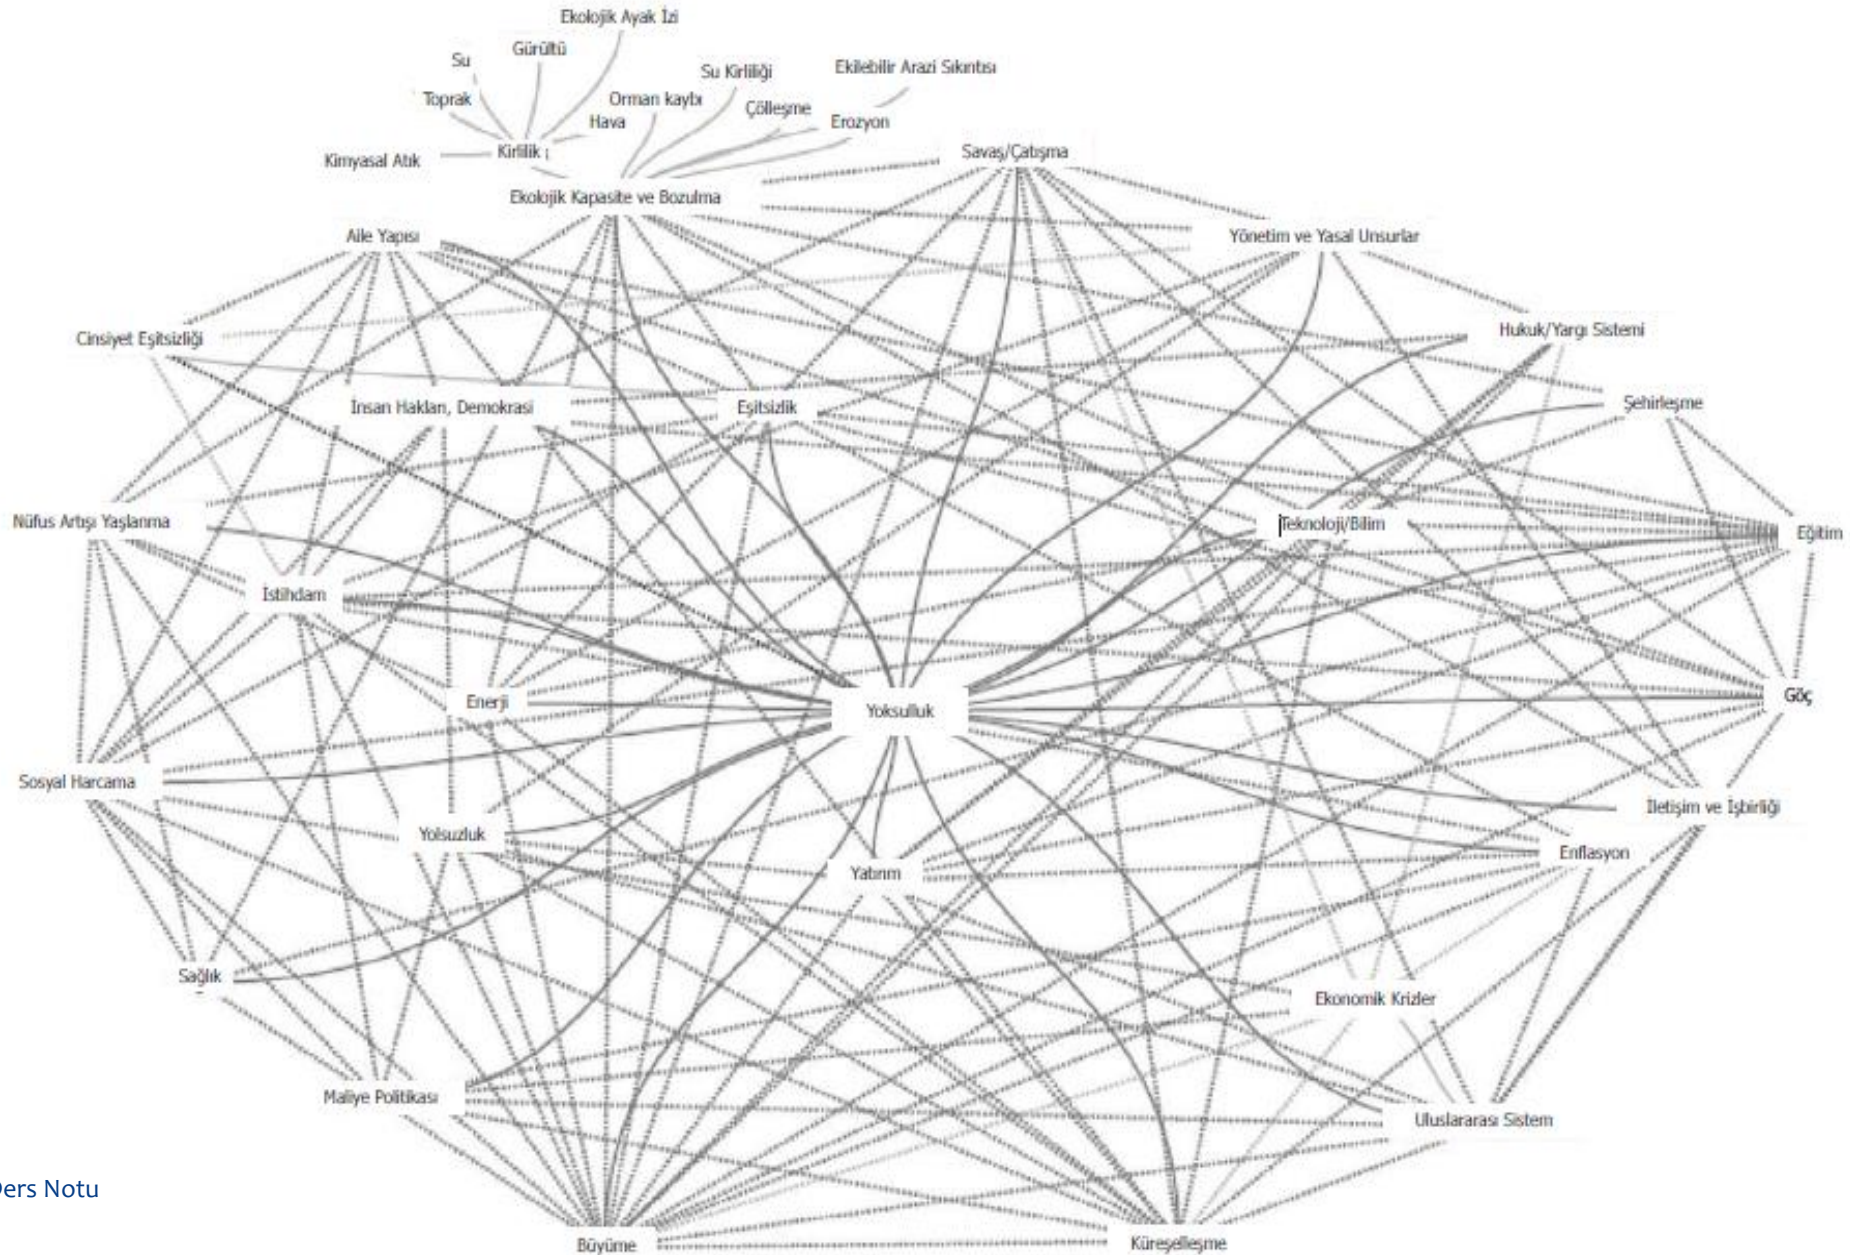 Ekolojik Ayak İzi
Gürültü
Su
Su Kirliliği
Ekilebilir Arazi Sıkıntısı
Toprak
Orman kaybı
Çölleşme
Hava
Erozyon
Kimyasal Atık
Kirlilik
Savaş/Çatışma
Ekolojik Kapasite ve Bozulma
Aile Yapısı
Yönetim ve Yasal Unsurlar
Cinsiyet Eşitsizliği
Hukuk/Yargı Sistemi
İnsan Hakları, Demokrasi
Eşitsizlik
Şehirleşme
Nüfus Artışı Yaşlanma
Teknoloji/Bilim
Eğitim
İstihdam
Enerji
Yoksulluk
Göç
Sosyal Harcama
Yolsuzluk
İletişim ve İşbirliği
Enflasyon
Yatırım
Sağlık
Ekonomik Krizler
Maliye Politikası
Uluslararası Sistem
Ders Notu
Büyüme
Küreşelleşme